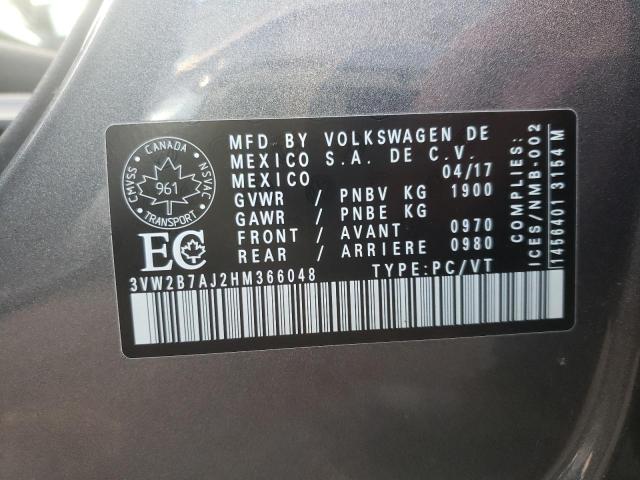 CANADA
CMVSS
NSVAC
961
TRANSPORT
EC
MFD. BY VOLKSWAGEN DE
MEXICO S.A. DE C.V.
MEXICO 04/17
GVWR / PNBV KG 1900
GAWR / PNBE KG
FRONT / AVANT 0970
REAR / ARRIERE 0980
3VW2B7AJ2HM366048 TYPE:PC/VT
COMPLIES:
ICES/NMB-002
1456401 3154M